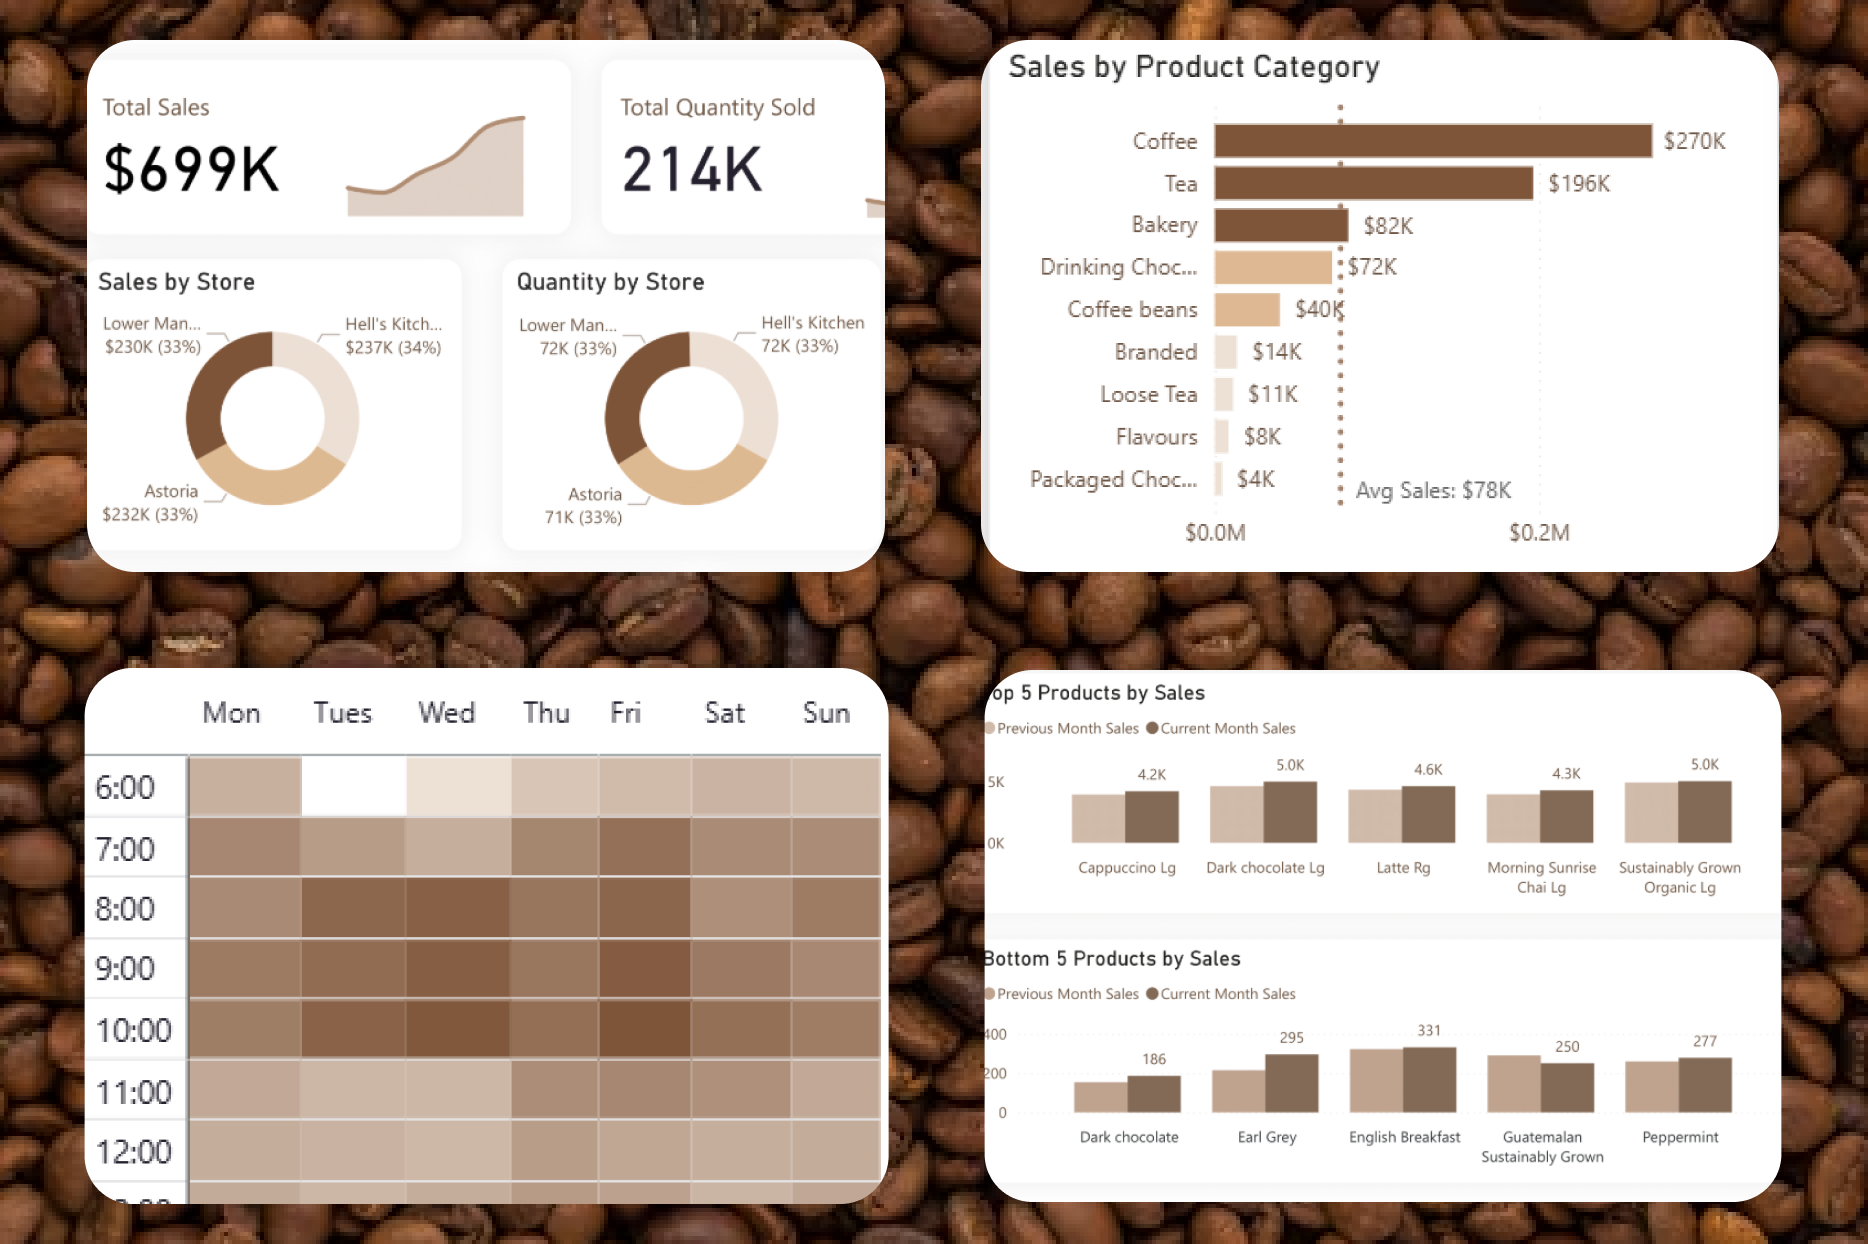 Total Sales
$699K
Total Quantity Sold
214K
Sales by Store
Lower Man...
$230K (33%)
Hell's Kitch...
$237K (34%)
Astoria
$232K (33%)
Quantity by Store
Lower Man...
72K (33%)
Hell's Kitchen
72K (33%)
Astoria
71K (33%)
Sales by Product Category
Coffee $270K
Tea $196K
Bakery $82K
Drinking Choc... $72K
Coffee beans $40K
Branded $14K
Loose Tea $11K
Flavours $8K
Packaged Choc... $4K
Avg Sales: $78K
$0.0M $0.2M
Mon Tues Wed Thu Fri Sat Sun
6:00
7:00
8:00
9:00
10:00
11:00
12:00
op 5 Products by Sales
Previous Month Sales Current Month Sales
5K
0K
4.2K 5.0K 4.6K 4.3K 5.0K
Cappuccino Lg Dark chocolate Lg Latte Rg Morning Sunrise Sustainably Grown
Chai Lg Organic Lg
Bottom 5 Products by Sales
Previous Month Sales Current Month Sales
400
200
0
186 295 331 250 277
Dark chocolate Earl Grey English Breakfast Guatemalan Peppermint
Sustainably Grown